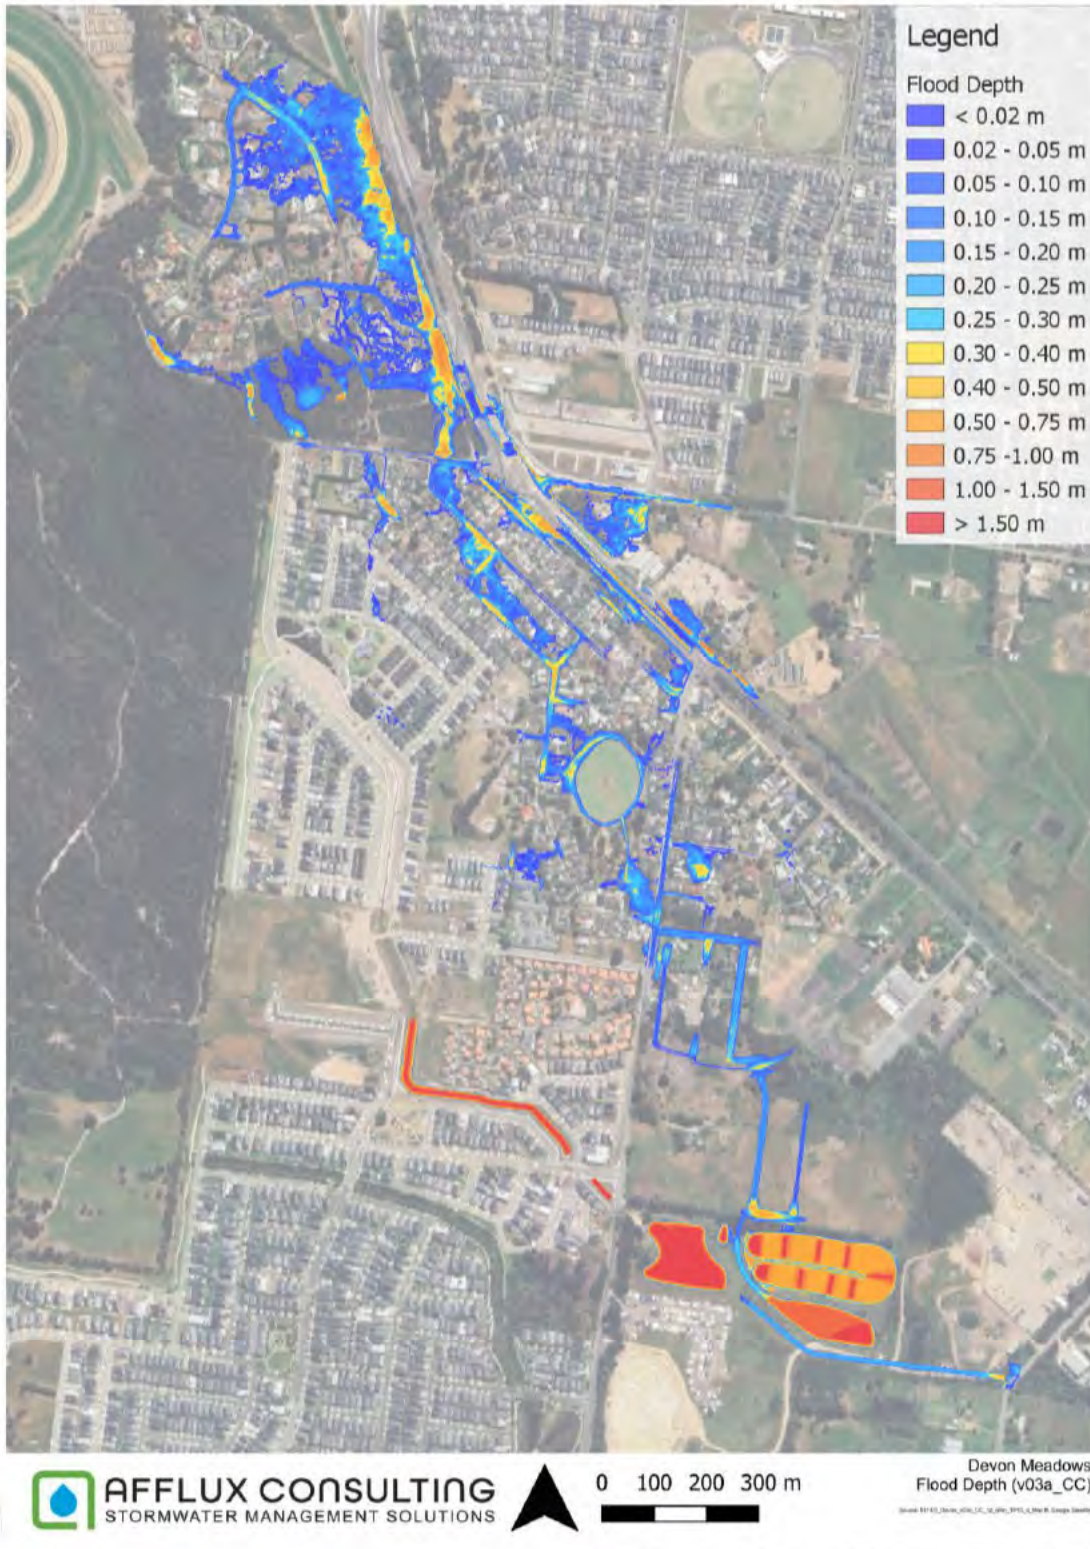 Legend
Flood Depth
< 0.02 m
0.02 - 0.05 m
0.05 - 0.10 m
0.10 - 0.15 m
0.15 - 0.20 m
0.20 - 0.25 m
0.25 - 0.30 m
0.30 - 0.40 m
0.40 - 0.50 m
0.50 - 0.75 m
0.75 -1.00 m
1.00 - 1.50 m
> 1.50 m
AFFLUX CONSULTING
STORMWATER MANAGEMENT SOLUTIONS
0 100 200 300 m
Devon Meadows
Flood Depth (v03a_CC)